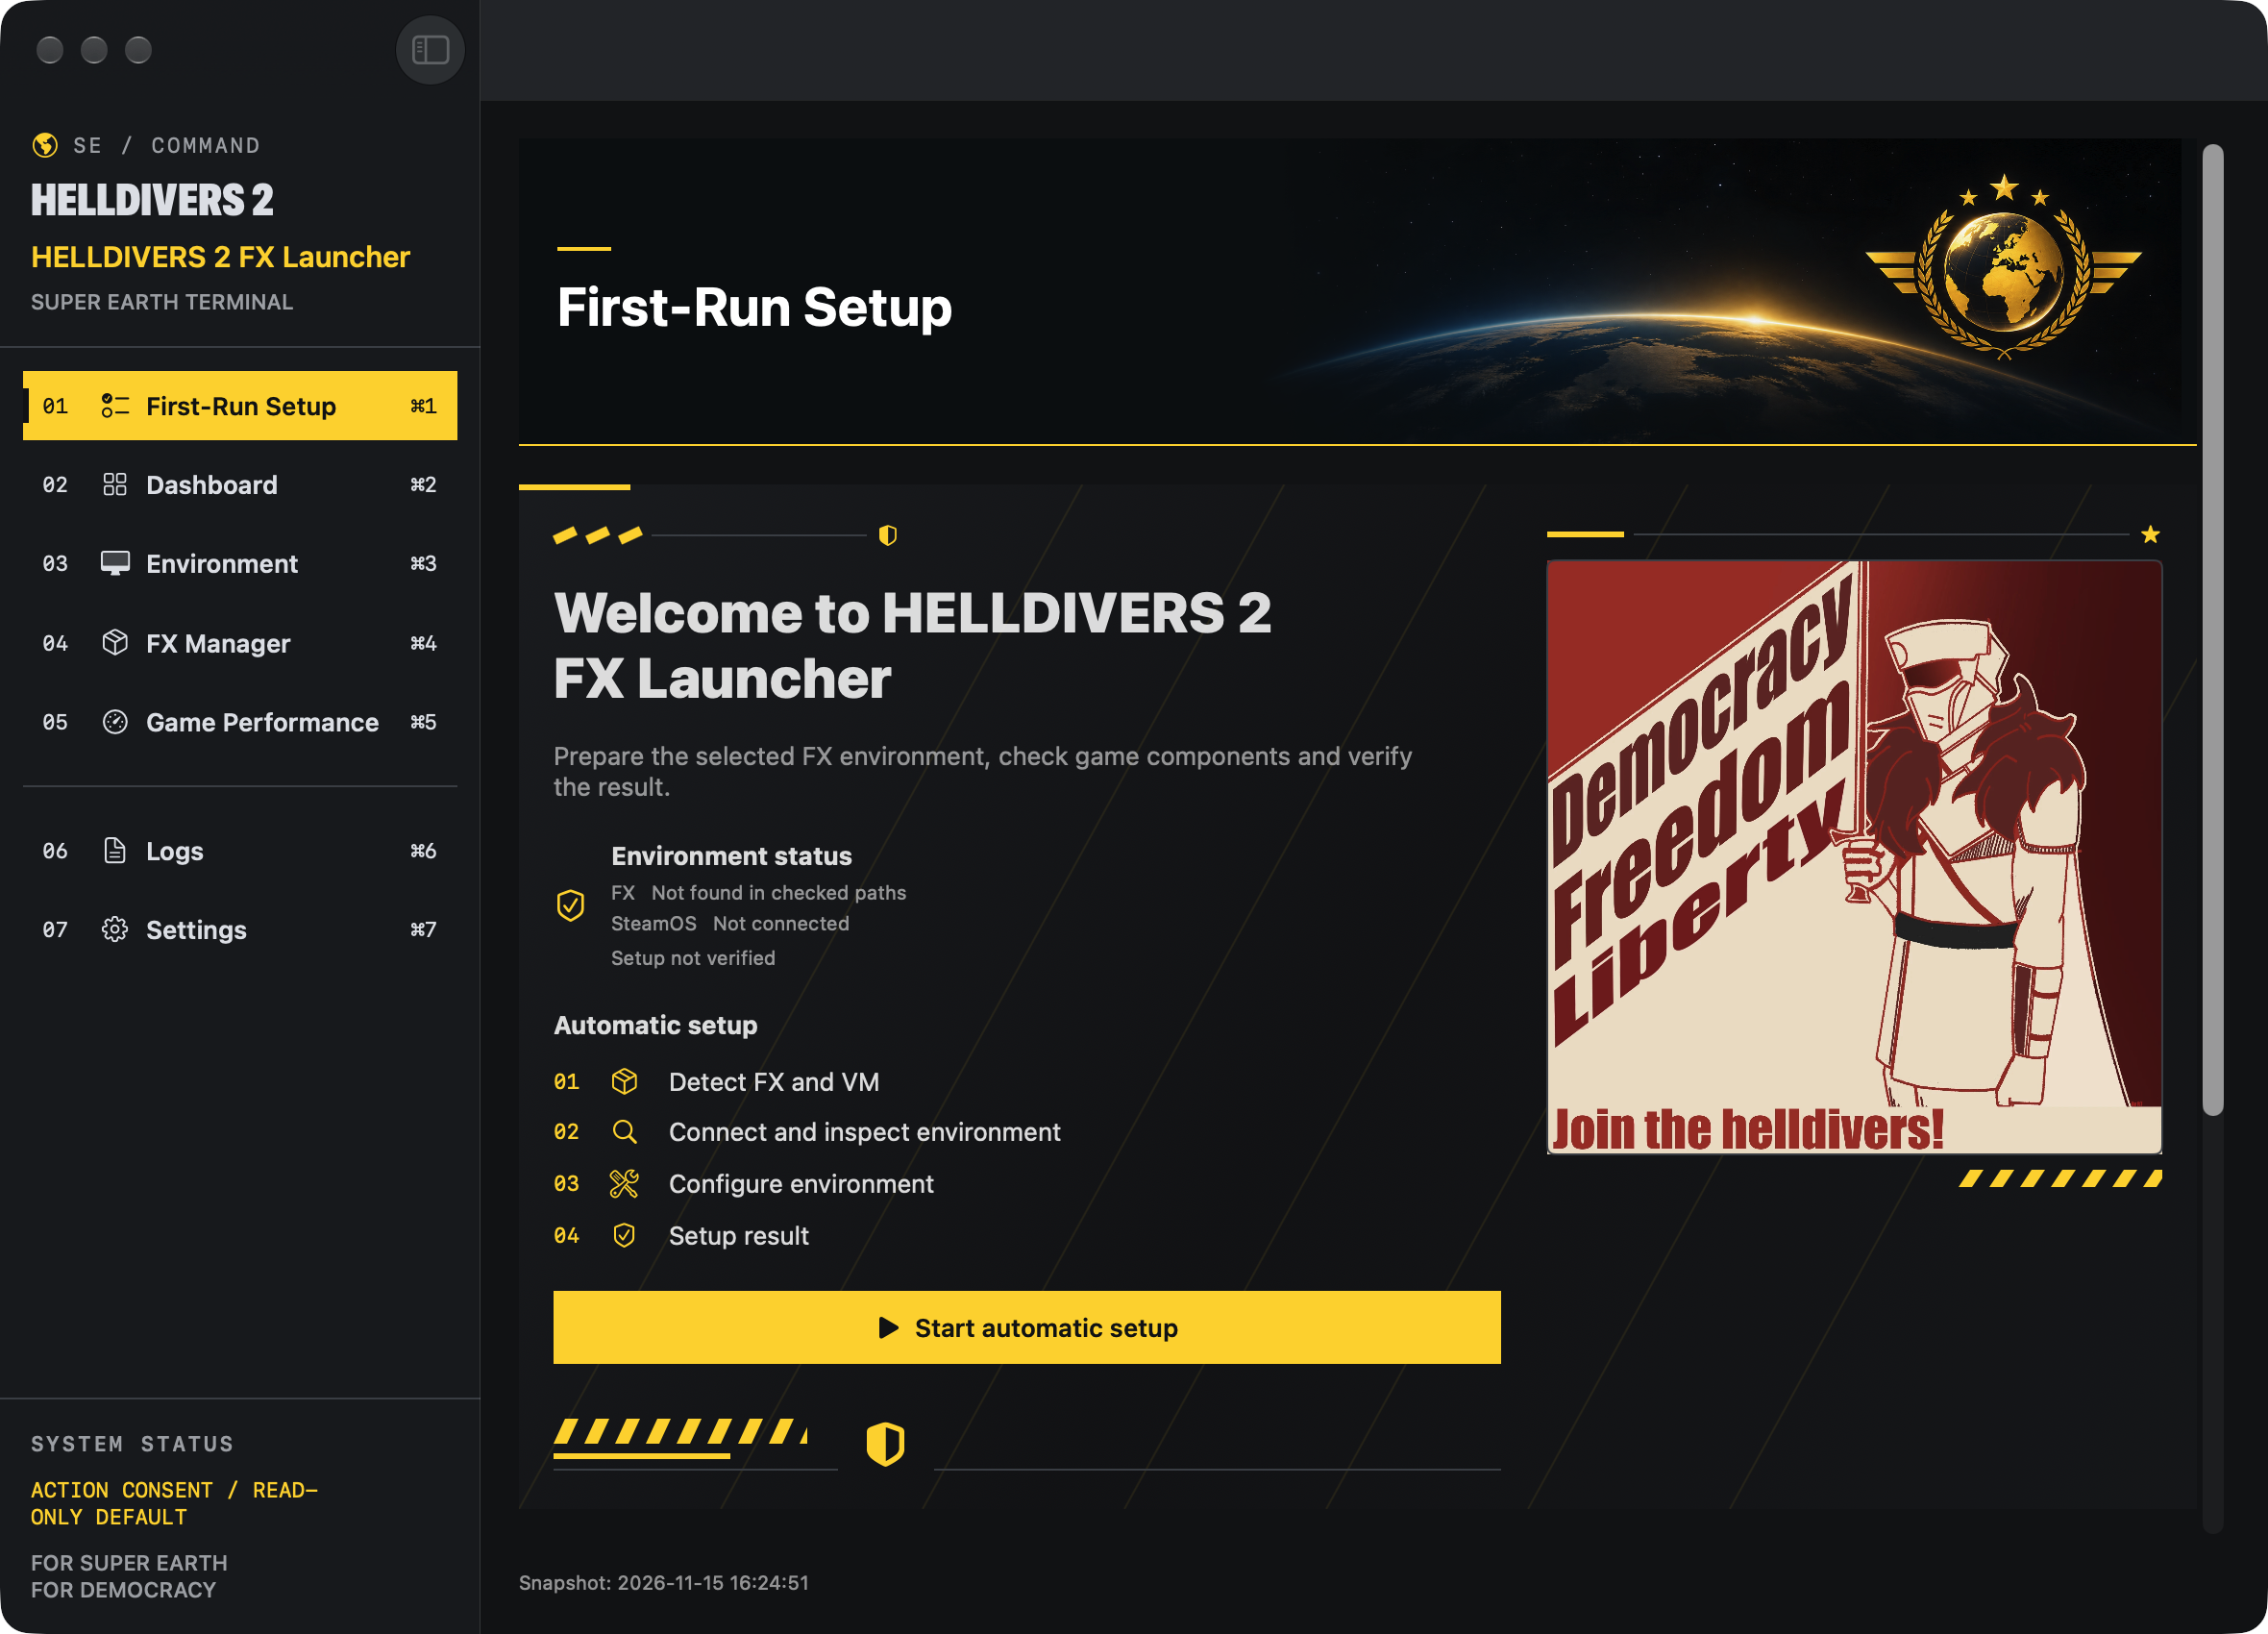 SE / COMMAND
HELLDIVERS 2
HELLDIVERS 2 FX Launcher
SUPER EARTH TERMINAL
01 First-Run Setup ⌘1
02 Dashboard ⌘2
03 Environment ⌘3
04 FX Manager ⌘4
05 Game Performance ⌘5
06 Logs ⌘6
07 Settings ⌘7
SYSTEM STATUS
ACTION CONSENT / READ-
ONLY DEFAULT
FOR SUPER EARTH
FOR DEMOCRACY
First-Run Setup
Welcome to HELLDIVERS 2
FX Launcher
Prepare the selected FX environment, check game components and verify
the result.
Environment status
FX Not found in checked paths
SteamOS Not connected
Setup not verified
Automatic setup
01 Detect FX and VM
02 Connect and inspect environment
03 Configure environment
04 Setup result
Start automatic setup
Democracy
Freedom
Liberty
Join the helldivers!
Snapshot: 2026-11-15 16:24:51